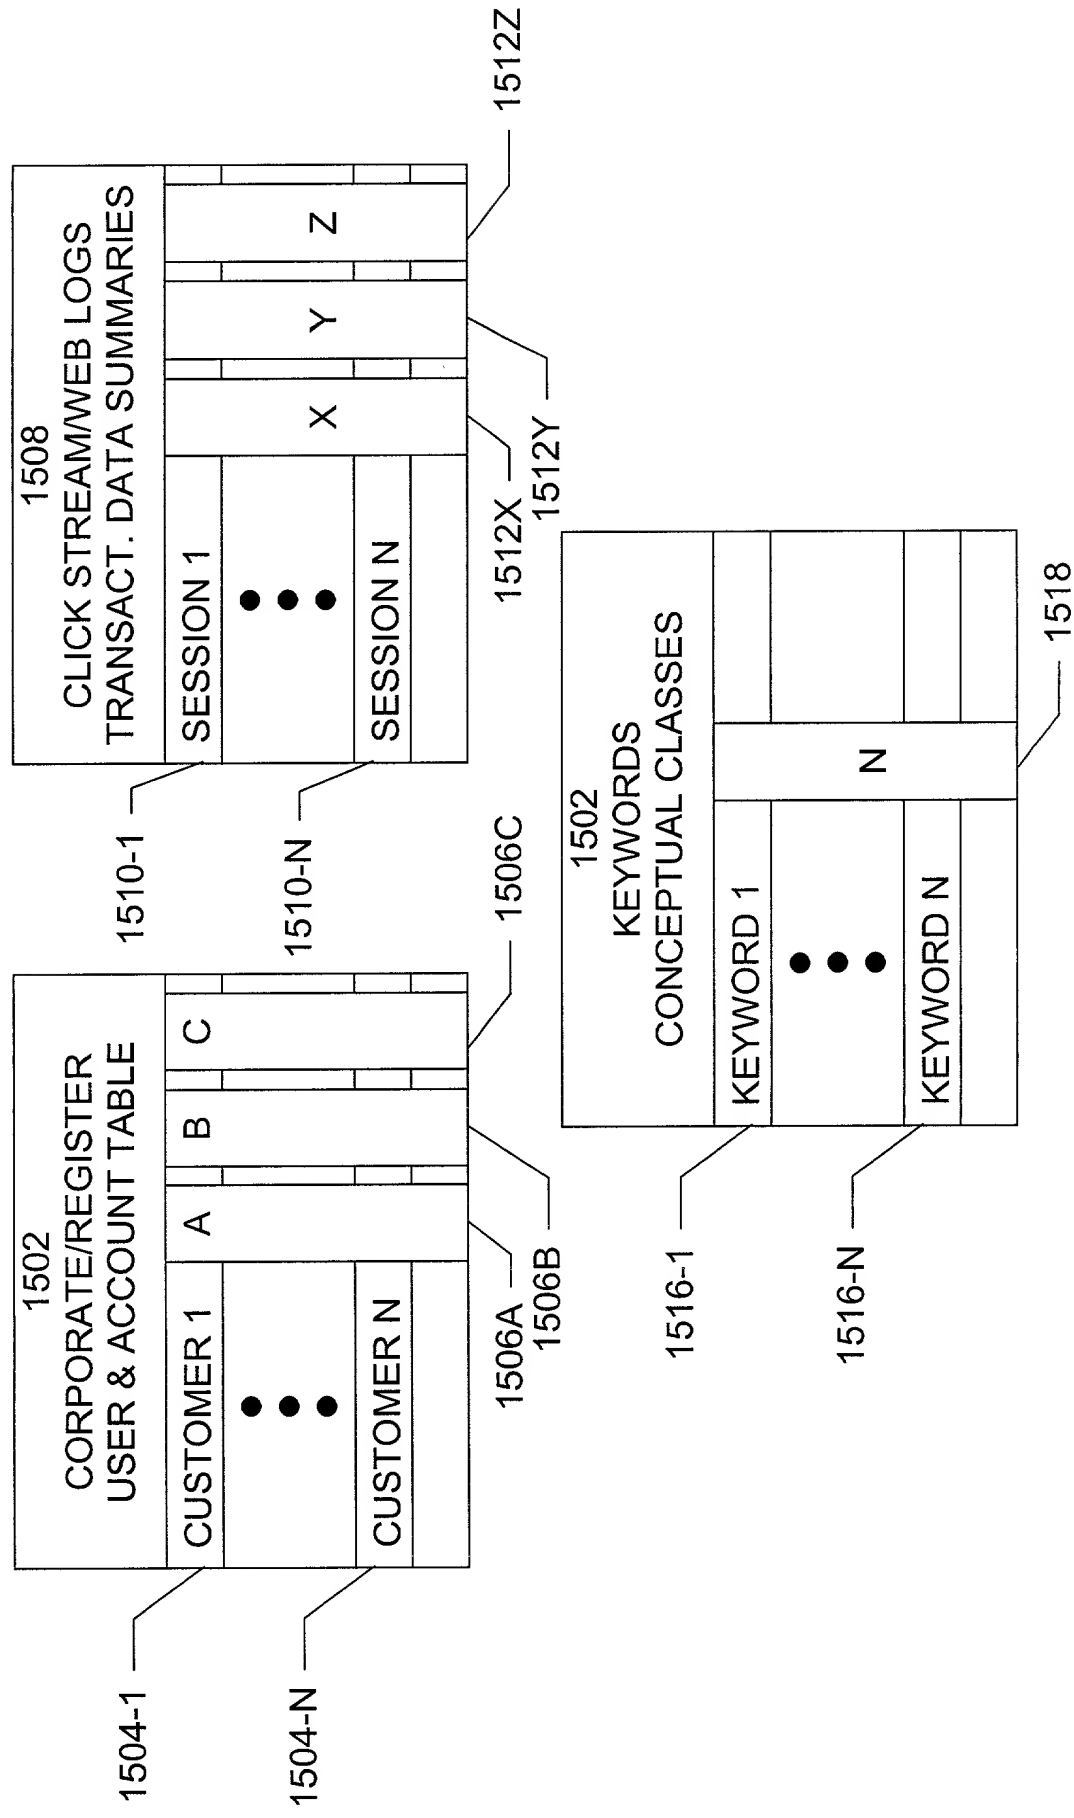 1502
CORPORATE/REGISTER
USER & ACCOUNT TABLE
CUSTOMER 1
A
B
C
CUSTOMER N
1504-1
1504-N
1506A
1506B
1506C
1508
CLICK STREAM/WEB LOGS
TRANSACT. DATA SUMMARIES
SESSION 1
X
Y
Z
SESSION N
1510-1
1510-N
1512X
1512Y
1512Z
1502
KEYWORDS
CONCEPTUAL CLASSES
KEYWORD 1
N
KEYWORD N
1516-1
1516-N
1518